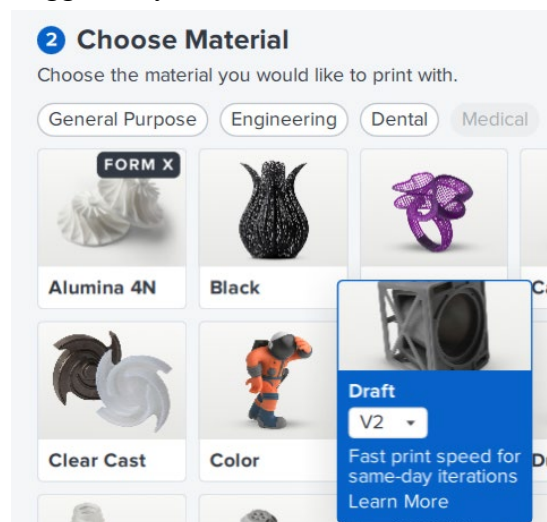 2 Choose Material
Choose the material you would like to print with.
General Purpose Engineering Dental Medical
FORM X
Alumina 4N Black
Draft
V2
Fast print speed for
same-day iterations
Learn More
Clear Cast Color